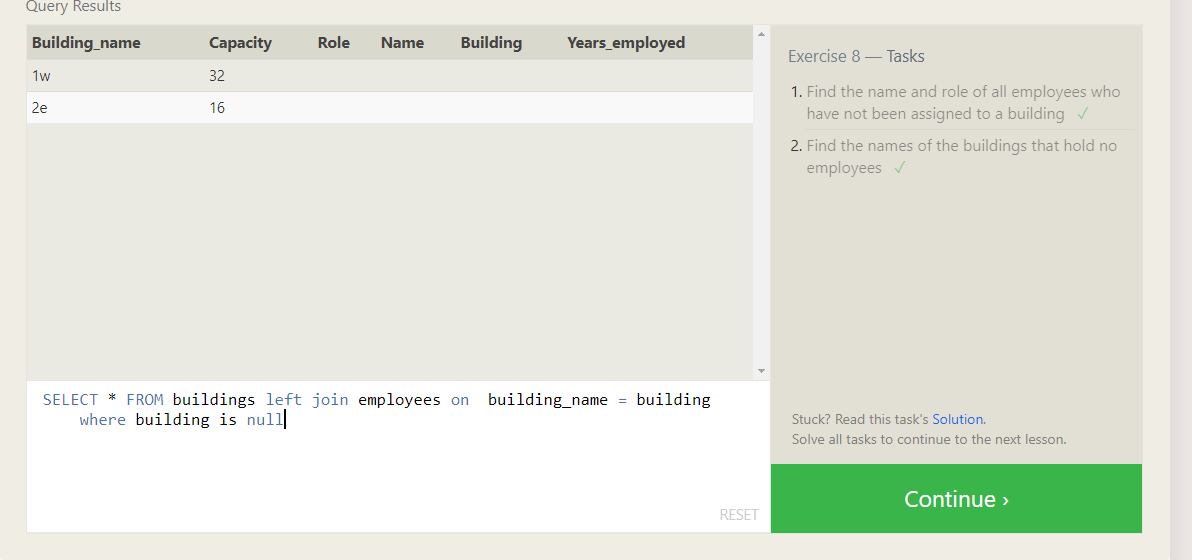 Query Results
Building_name Capacity Role Name Building Years_employed
1w 32
2e 16
SELECT * FROM buildings left join employees on  building_name = building
where building is null
RESET
Exercise 8 — Tasks
1. Find the name and role of all employees who
have not been assigned to a building ✓
2. Find the names of the buildings that hold no
employees ✓
Stuck? Read this task's Solution.
Solve all tasks to continue to the next lesson.
Continue ›